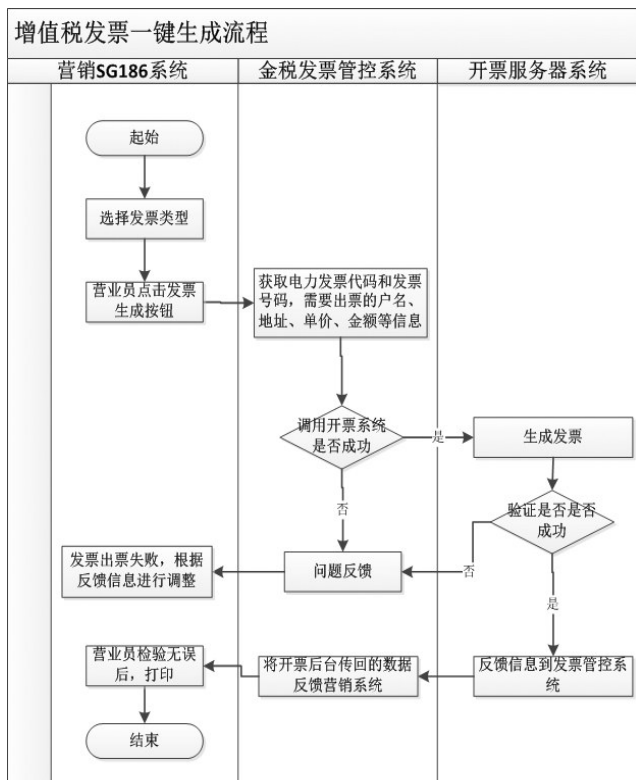 增值税发票一键生成流程
营销SG186系统
金税发票管控系统
开票服务器系统
起始
选择发票类型
营业员点击发票
生成按钮
获取电力发票代码和发票
号码，需要出票的户名、
地址、单价、金额等信息
调用开票系统
是否成功
是
生成发票
验证是否是否
成功
否
否
是
问题反馈
发票出票失败，根据
反馈信息进行调整
反馈信息到发票管控系
统
将开票后台传回的数据
反馈营销系统
营业员检验无误
后，打印
结束